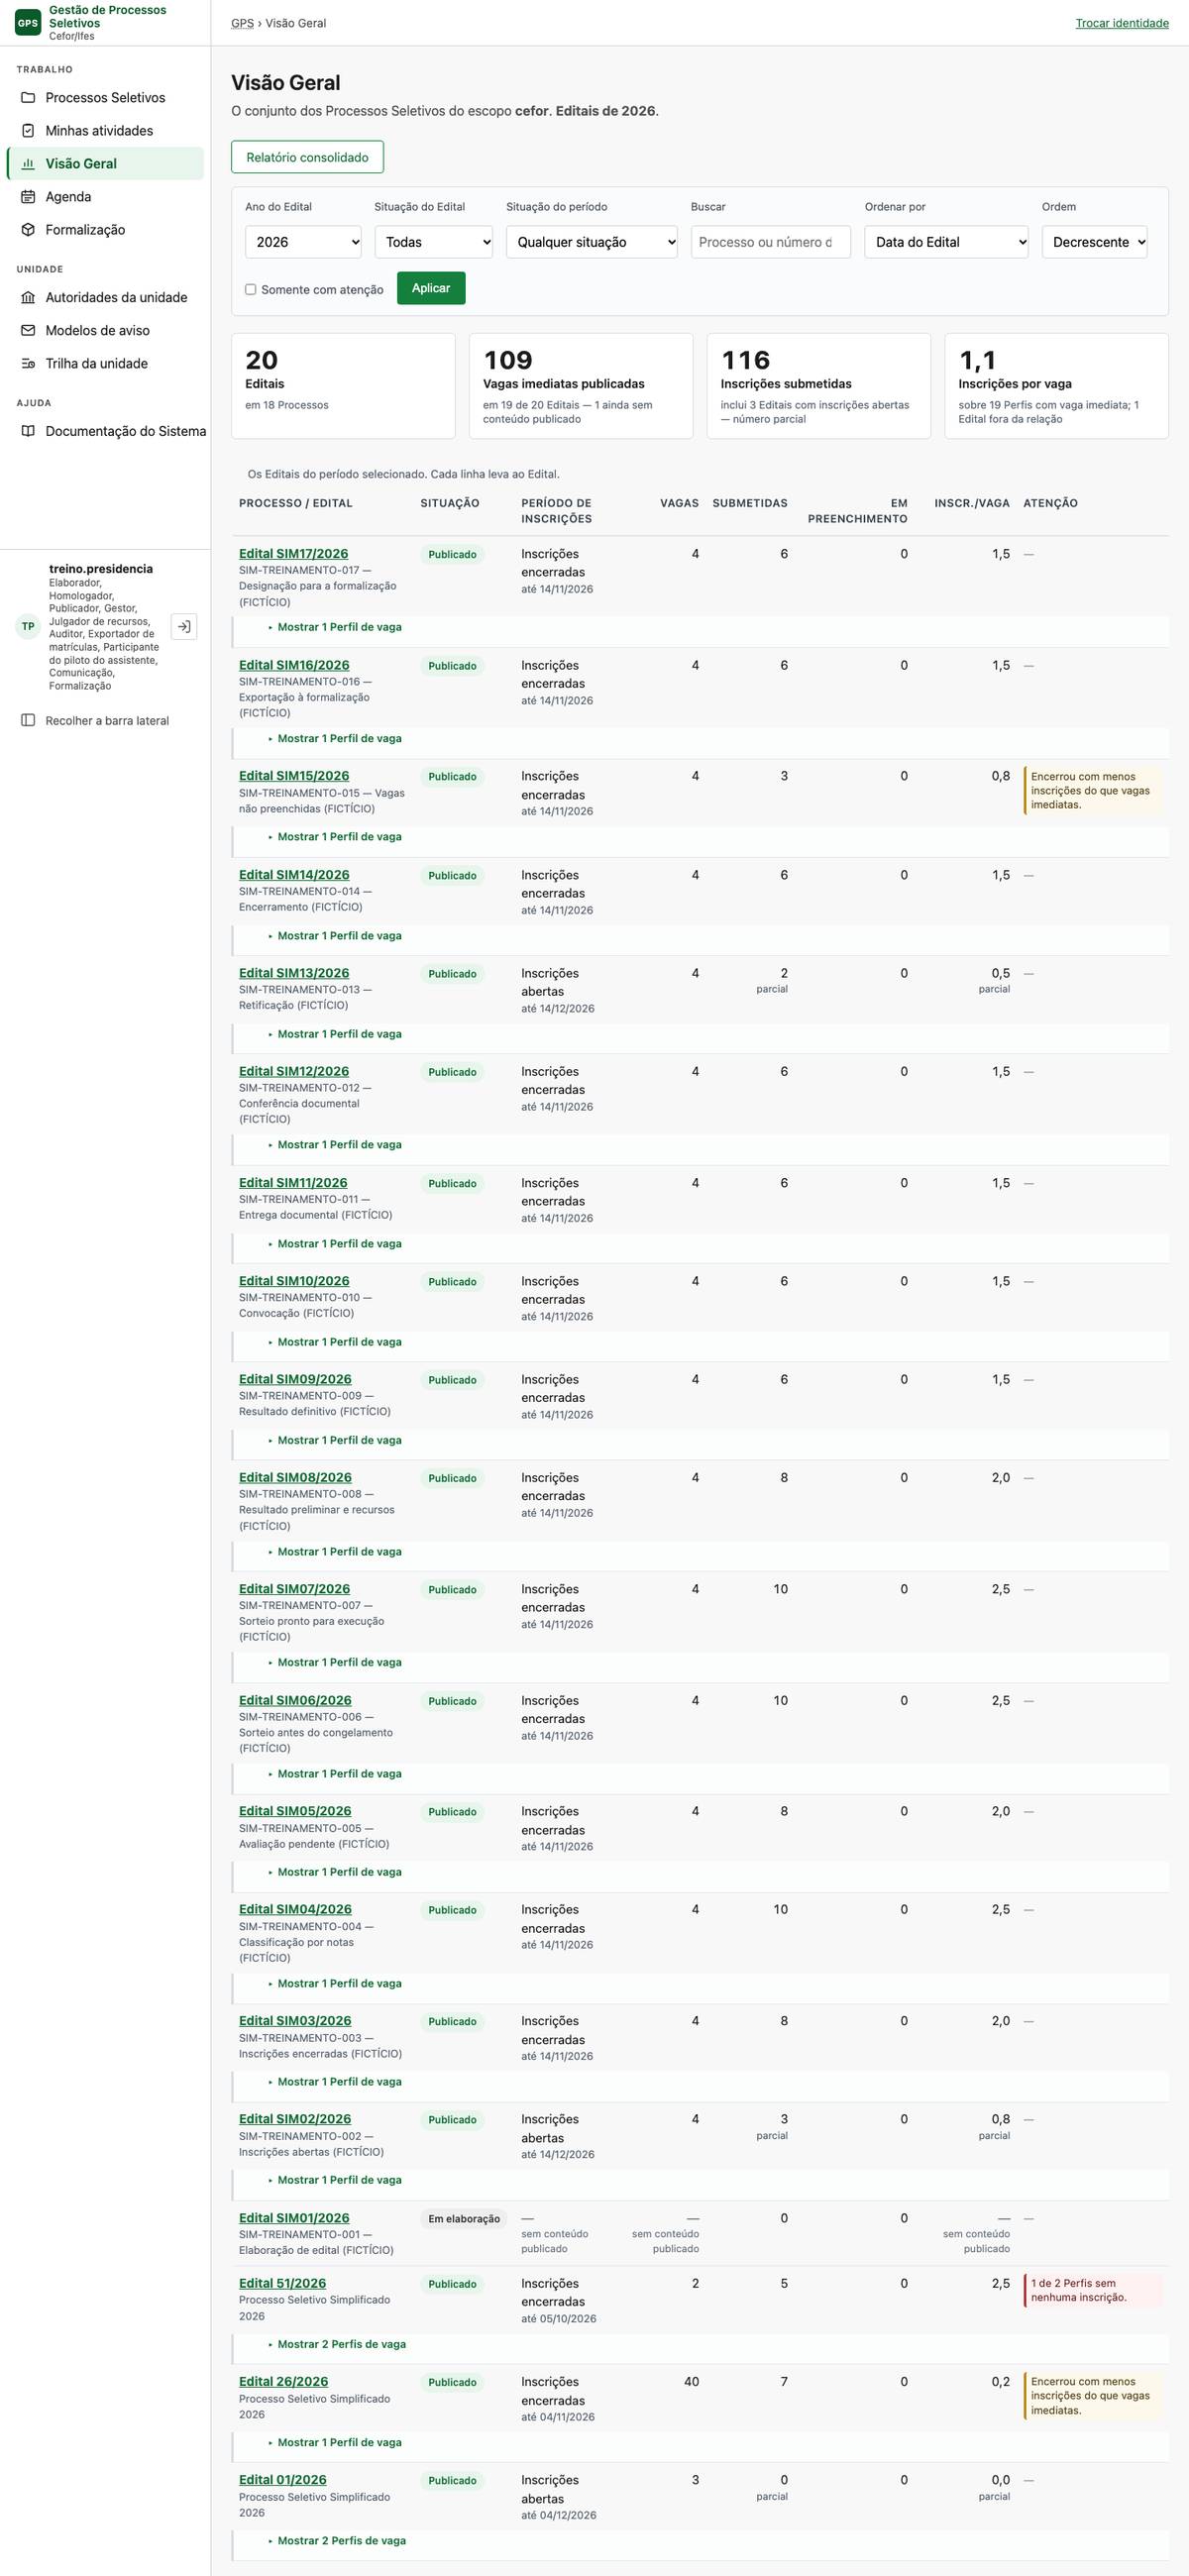 GPS
Gestão de Processos
Seletivos
Cefor/Ifes
GPS › Visão Geral
Trocar identidade
TRABALHO
Processos Seletivos
Minhas atividades
Visão Geral
Agenda
Formalização
UNIDADE
Autoridades da unidade
Modelos de aviso
Trilha da unidade
AJUDA
Documentação do Sistema
TP
treino.presidencia
Elaborador,
Homologador,
Publicador, Gestor,
Julgador de recursos,
Auditor, Exportador de
matrículas, Participante
do piloto do assistente,
Comunicação,
Formalização
Recolher a barra lateral
Visão Geral
O conjunto dos Processos Seletivos do escopo cefor. Editais de 2026.
Relatório consolidado
Ano do Edital
2026
Situação do Edital
Todas
Situação do período
Qualquer situação
Buscar
Processo ou número d
Ordenar por
Data do Edital
Ordem
Decrescente
Somente com atenção
Aplicar
20
Editais
em 18 Processos
109
Vagas imediatas publicadas
em 19 de 20 Editais — 1 ainda sem
conteúdo publicado
116
Inscrições submetidas
inclui 3 Editais com inscrições abertas
— número parcial
1,1
Inscrições por vaga
sobre 19 Perfis com vaga imediata; 1
Edital fora da relação
Os Editais do período selecionado. Cada linha leva ao Edital.
PROCESSO / EDITAL SITUAÇÃO PERÍODO DE INSCRIÇÕES VAGAS SUBMETIDAS EM PREENCHIMENTO INSCR./VAGA ATENÇÃO
Edital SIM17/2026 Publicado Inscrições 4 6 0 1,5 —
SIM-TREINAMENTO-017 — encerradas
Designação para a formalização até 14/11/2026
(FICTÍCIO)
▸ Mostrar 1 Perfil de vaga
Edital SIM16/2026 Publicado Inscrições 4 6 0 1,5 —
SIM-TREINAMENTO-016 — encerradas
Exportação à formalização até 14/11/2026
(FICTÍCIO)
▸ Mostrar 1 Perfil de vaga
Edital SIM15/2026 Publicado Inscrições 4 3 0 0,8 Encerrou com menos
SIM-TREINAMENTO-015 — Vagas encerradas inscrições do que vagas
não preenchidas (FICTÍCIO) até 14/11/2026 imediatas.
▸ Mostrar 1 Perfil de vaga
Edital SIM14/2026 Publicado Inscrições 4 6 0 1,5 —
SIM-TREINAMENTO-014 — encerradas
Encerramento (FICTÍCIO) até 14/11/2026
▸ Mostrar 1 Perfil de vaga
Edital SIM13/2026 Publicado Inscrições 4 2 0 0,5 —
SIM-TREINAMENTO-013 — abertas parcial parcial
Retificação (FICTÍCIO) até 14/12/2026
▸ Mostrar 1 Perfil de vaga
Edital SIM12/2026 Publicado Inscrições 4 6 0 1,5 —
SIM-TREINAMENTO-012 — encerradas
Conferência documental até 14/11/2026
(FICTÍCIO)
▸ Mostrar 1 Perfil de vaga
Edital SIM11/2026 Publicado Inscrições 4 6 0 1,5 —
SIM-TREINAMENTO-011 — encerradas
Entrega documental (FICTÍCIO) até 14/11/2026
▸ Mostrar 1 Perfil de vaga
Edital SIM10/2026 Publicado Inscrições 4 6 0 1,5 —
SIM-TREINAMENTO-010 — encerradas
Convocação (FICTÍCIO) até 14/11/2026
▸ Mostrar 1 Perfil de vaga
Edital SIM09/2026 Publicado Inscrições 4 6 0 1,5 —
SIM-TREINAMENTO-009 — encerradas
Resultado definitivo (FICTÍCIO) até 14/11/2026
▸ Mostrar 1 Perfil de vaga
Edital SIM08/2026 Publicado Inscrições 4 8 0 2,0 —
SIM-TREINAMENTO-008 — encerradas
Resultado preliminar e recursos até 14/11/2026
(FICTÍCIO)
▸ Mostrar 1 Perfil de vaga
Edital SIM07/2026 Publicado Inscrições 4 10 0 2,5 —
SIM-TREINAMENTO-007 — encerradas
Sorteio pronto para execução até 14/11/2026
(FICTÍCIO)
▸ Mostrar 1 Perfil de vaga
Edital SIM06/2026 Publicado Inscrições 4 10 0 2,5 —
SIM-TREINAMENTO-006 — encerradas
Sorteio antes do congelamento até 14/11/2026
(FICTÍCIO)
▸ Mostrar 1 Perfil de vaga
Edital SIM05/2026 Publicado Inscrições 4 8 0 2,0 —
SIM-TREINAMENTO-005 — encerradas
Avaliação pendente (FICTÍCIO) até 14/11/2026
▸ Mostrar 1 Perfil de vaga
Edital SIM04/2026 Publicado Inscrições 4 10 0 2,5 —
SIM-TREINAMENTO-004 — encerradas
Classificação por notas até 14/11/2026
(FICTÍCIO)
▸ Mostrar 1 Perfil de vaga
Edital SIM03/2026 Publicado Inscrições 4 8 0 2,0 —
SIM-TREINAMENTO-003 — encerradas
Inscrições encerradas (FICTÍCIO) até 14/11/2026
▸ Mostrar 1 Perfil de vaga
Edital SIM02/2026 Publicado Inscrições 4 3 0 0,8 —
SIM-TREINAMENTO-002 — abertas parcial parcial
Inscrições abertas (FICTÍCIO) até 14/12/2026
▸ Mostrar 1 Perfil de vaga
Edital SIM01/2026 Em elaboração — — 0 0 — —
SIM-TREINAMENTO-001 — sem conteúdo sem conteúdo sem conteúdo
Elaboração de edital (FICTÍCIO) publicado publicado publicado
Edital 51/2026 Publicado Inscrições 2 5 0 2,5 1 de 2 Perfis sem
Processo Seletivo Simplificado encerradas nenhuma inscrição.
2026 até 05/10/2026
▸ Mostrar 2 Perfis de vaga
Edital 26/2026 Publicado Inscrições 40 7 0 0,2 Encerrou com menos
Processo Seletivo Simplificado encerradas inscrições do que vagas
2026 até 04/11/2026 imediatas.
▸ Mostrar 1 Perfil de vaga
Edital 01/2026 Publicado Inscrições 3 0 0 0,0 —
Processo Seletivo Simplificado abertas parcial parcial
2026 até 04/12/2026
▸ Mostrar 2 Perfis de vaga